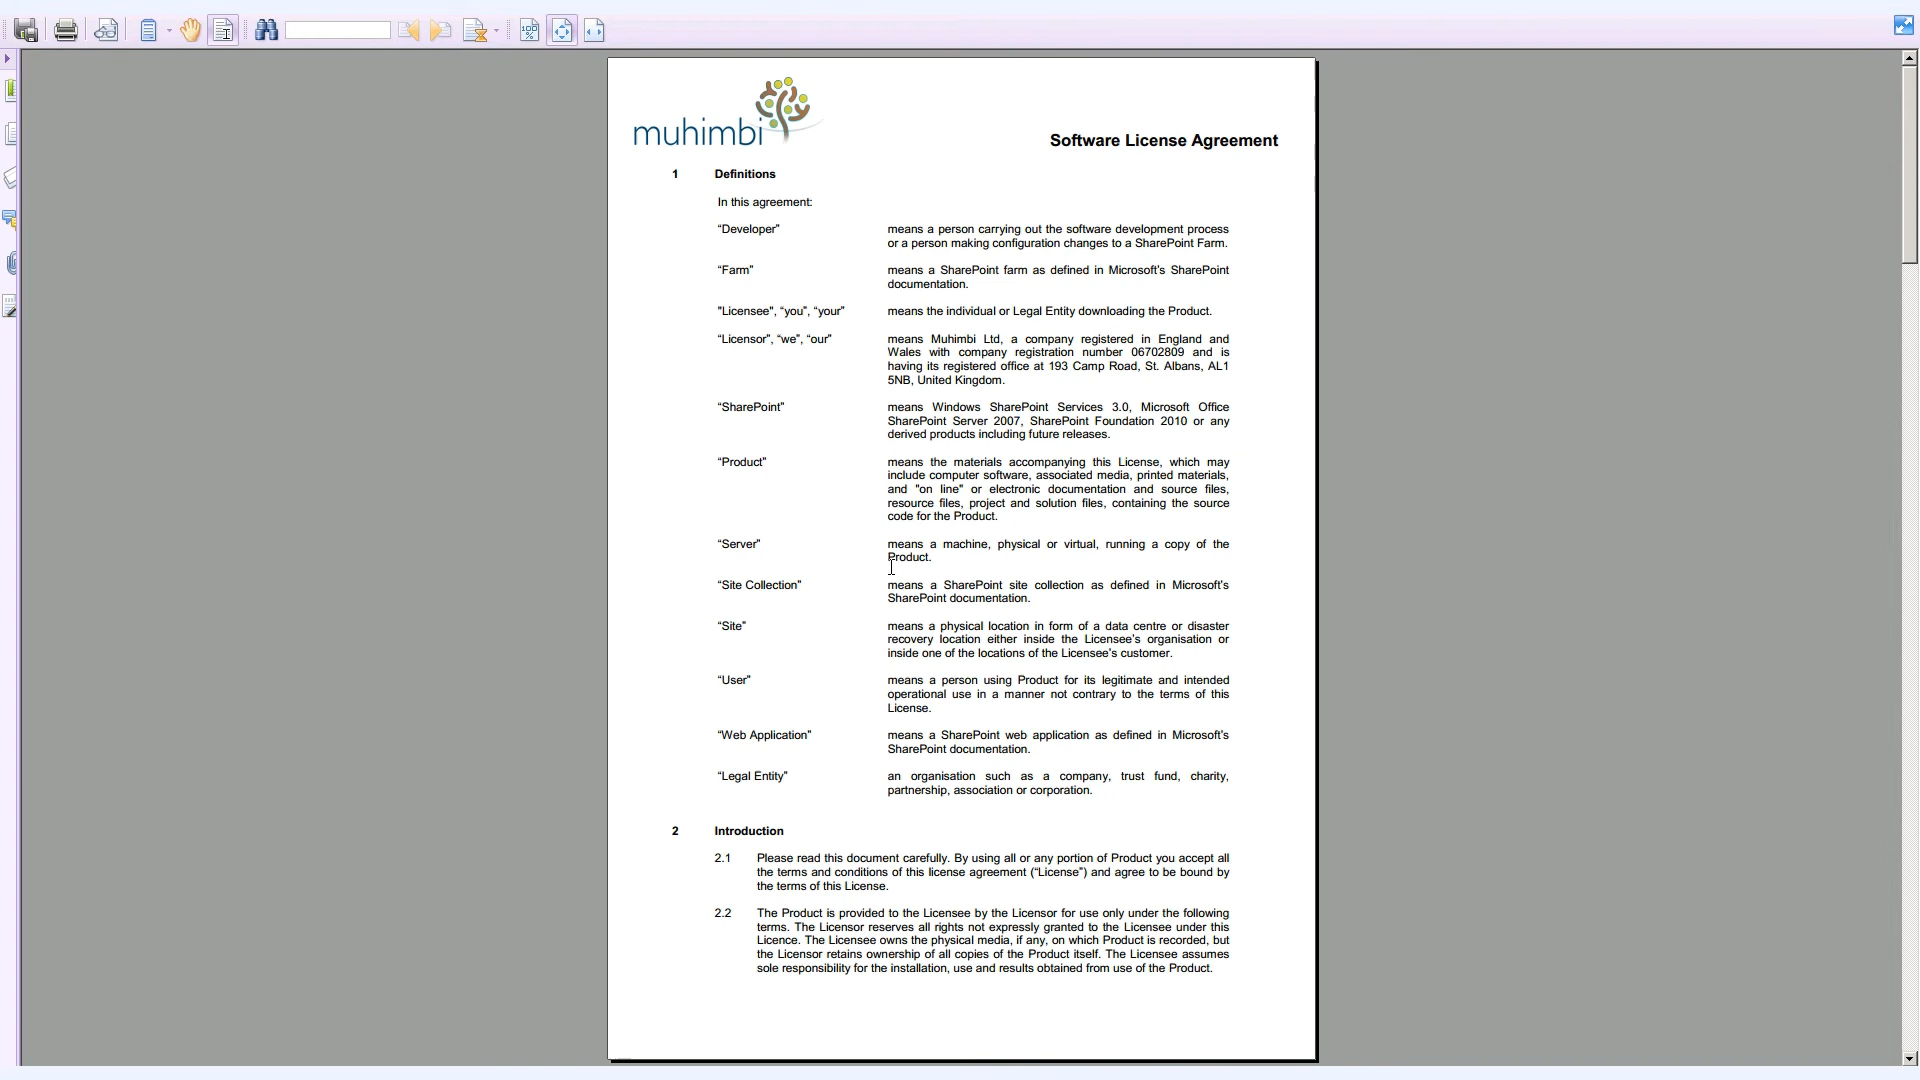 muhimbi
Software License Agreement
1 Definitions
In this agreement:
“Developer” means a person carrying out the software development process
or a person making configuration changes to a SharePoint Farm.
“Farm” means a SharePoint farm as defined in Microsoft’s SharePoint
documentation.
"Licensee", “you”, “your” means the individual or Legal Entity downloading the Product.
“Licensor”, “we”, “our” means Muhimbi Ltd, a company registered in England and
Wales with company registration number 06702809 and is
having its registered office at 193 Camp Road, St. Albans, AL1
5NB, United Kingdom.
“SharePoint” means Windows SharePoint Services 3.0, Microsoft Office
SharePoint Server 2007, SharePoint Foundation 2010 or any
derived products including future releases.
“Product” means the materials accompanying this License, which may
include computer software, associated media, printed materials,
and "on line" or electronic documentation and source files,
resource files, project and solution files, containing the source
code for the Product.
“Server” means a machine, physical or virtual, running a copy of the
Product.
“Site Collection” means a SharePoint site collection as defined in Microsoft’s
SharePoint documentation.
“Site” means a physical location in form of a data centre or disaster
recovery location either inside the Licensee’s organisation or
inside one of the locations of the Licensee’s customer.
“User” means a person using Product for its legitimate and intended
operational use in a manner not contrary to the terms of this
License.
“Web Application” means a SharePoint web application as defined in Microsoft’s
SharePoint documentation.
“Legal Entity” an organisation such as a company, trust fund, charity,
partnership, association or corporation.
2 Introduction
2.1 Please read this document carefully. By using all or any portion of Product you accept all
the terms and conditions of this license agreement (“License”) and agree to be bound by
the terms of this License.
2.2 The Product is provided to the Licensee by the Licensor for use only under the following
terms. The Licensor reserves all rights not expressly granted to the Licensee under this
Licence. The Licensee owns the physical media, if any, on which Product is recorded, but
the Licensor retains ownership of all copies of the Product itself. The Licensee assumes
sole responsibility for the installation, use and results obtained from use of the Product.